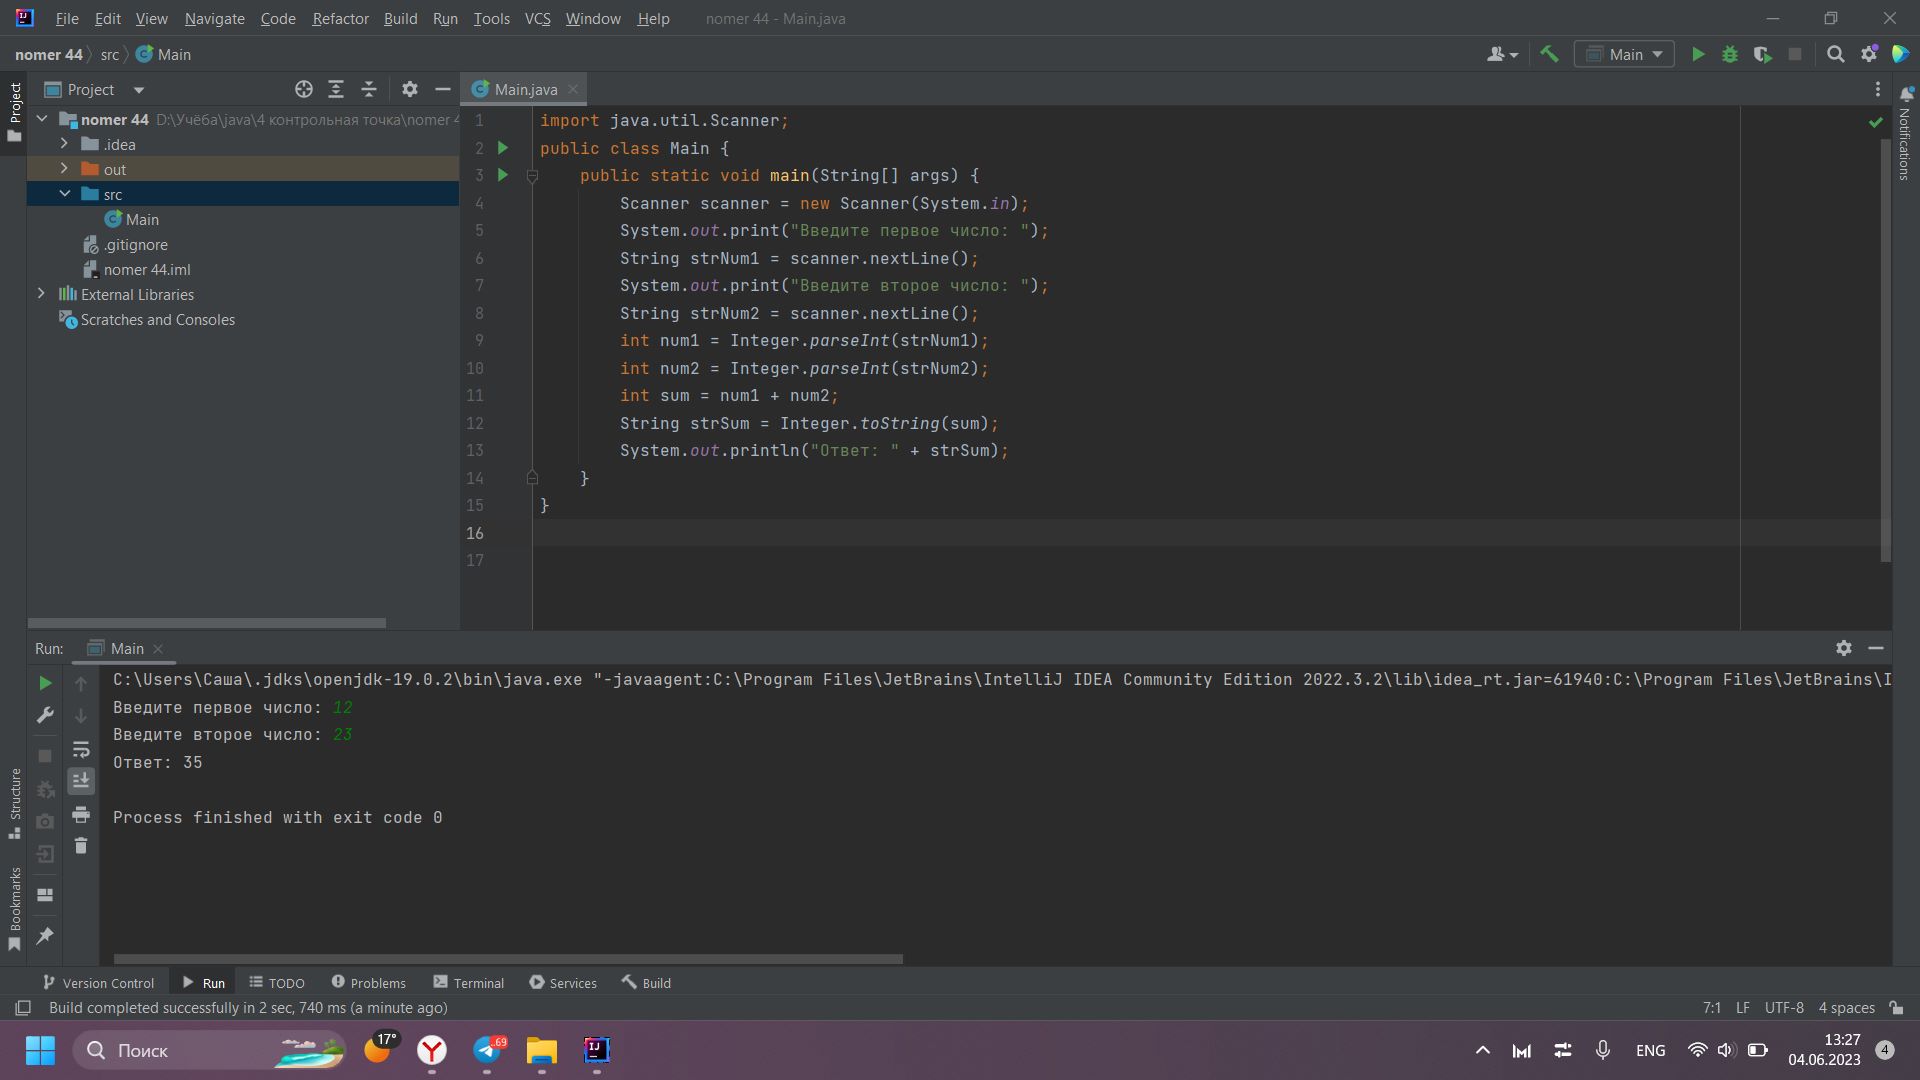 File Edit View Navigate Code Refactor Build Run Tools VCS Window Help nomer 44 - Main.java
nomer 44 src Main
Main
Project
Project
Main.java
nomer 44 D:\Учёба\java\4 контрольная точка\nomer 4
.idea
out
src
Main
.gitignore
nomer 44.iml
External Libraries
Scratches and Consoles
1 import java.util.Scanner;
2 public class Main {
3 public static void main(String[] args) {
4 Scanner scanner = new Scanner(System.in);
5 System.out.print("Введите первое число: ");
6 String strNum1 = scanner.nextLine();
7 System.out.print("Введите второе число: ");
8 String strNum2 = scanner.nextLine();
9 int num1 = Integer.parseInt(strNum1);
10 int num2 = Integer.parseInt(strNum2);
11 int sum = num1 + num2;
12 String strSum = Integer.toString(sum);
13 System.out.println("Ответ: " + strSum);
14 }
15 }
16
17
Notifications
Run: Main
C:\Users\Саша\.jdks\openjdk-19.0.2\bin\java.exe "-javaagent:C:\Program Files\JetBrains\IntelliJ IDEA Community Edition 2022.3.2\lib\idea_rt.jar=61940:C:\Program Files\JetBrains\I
Введите первое число: 12
Введите второе число: 23
Ответ: 35
Process finished with exit code 0
Structure
Bookmarks
Version Control Run TODO Problems Terminal Services Build
Build completed successfully in 2 sec, 740 ms (a minute ago)
7:1 LF UTF-8 4 spaces
Поиск
17°
..69
IJ
ENG
13:27
04.06.2023
4